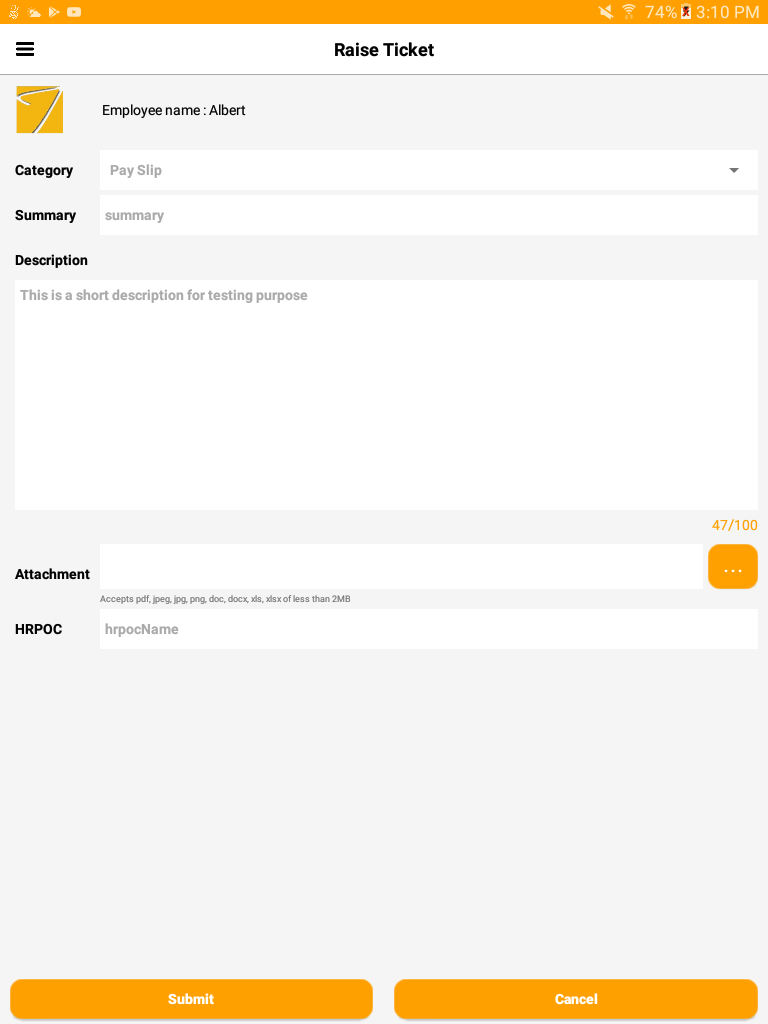 74% 3:10 PM
Raise Ticket
Employee name : Albert
Category Pay Slip
Summary summary
Description
This is a short description for testing purpose
47/100
Attachment ...
Accepts pdf, jpeg, jpg, png, doc, docx, xls, xlsx of less than 2MB
HRPOC hrpocName
Submit Cancel